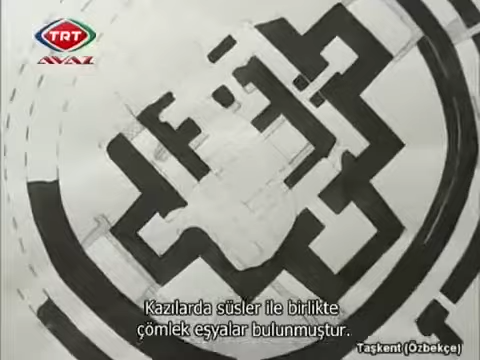 TRT
AVAZ
Kazılarda süsler ile birlikte
çömlek eşyalar bulunmuştur.
Taşkent (Özbekçe)